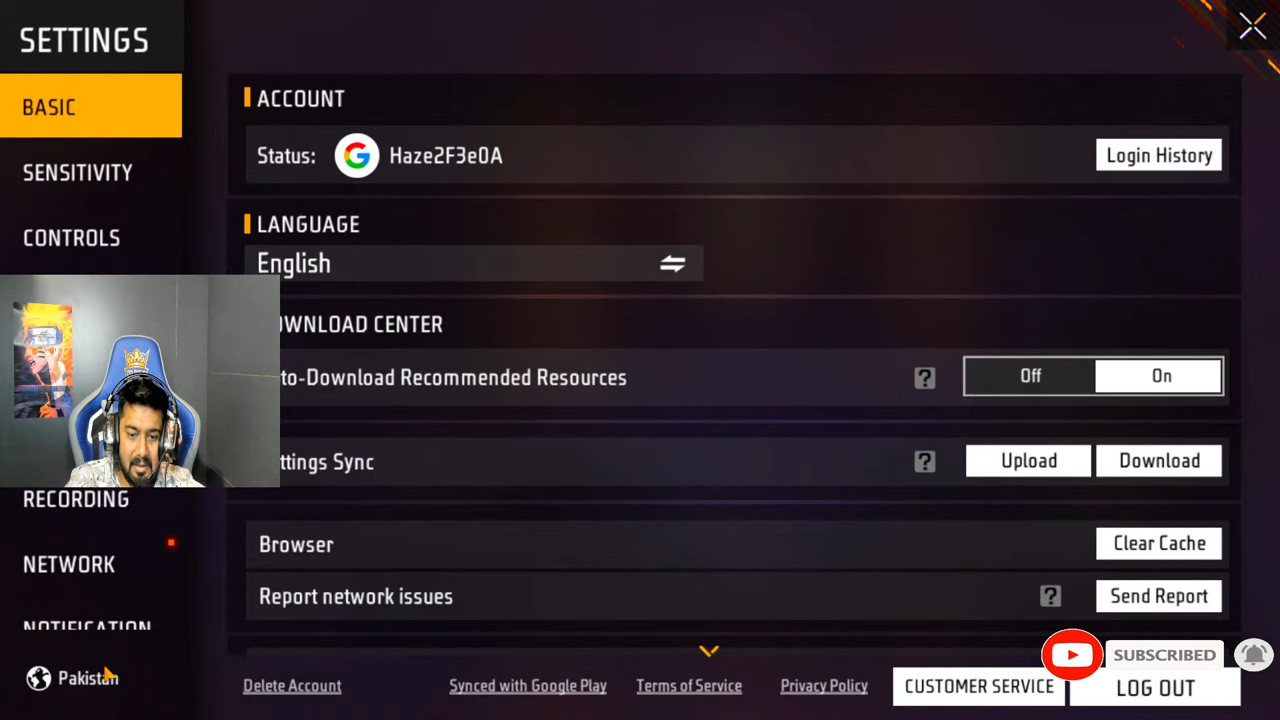 SETTINGS
BASIC
SENSITIVITY
CONTROLS
RECORDING
NETWORK
NOTIFICATION
Pakistan
ACCOUNT
Status: Haze2F3e0A
Login History
LANGUAGE
English
OWNLOAD CENTER
to-Download Recommended Resources
?
Off
On
ttings Sync
?
Upload
Download
Browser
Clear Cache
Report network issues
?
Send Report
Delete Account
Synced with Google Play
Terms of Service
Privacy Policy
CUSTOMER SERVICE
LOG OUT
SUBSCRIBED